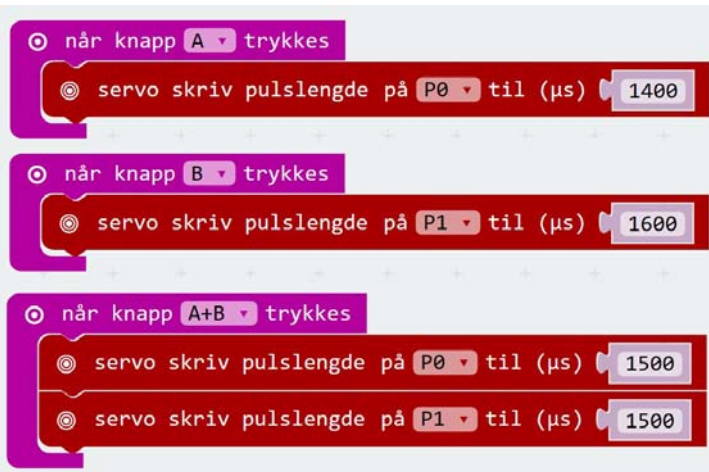 når knapp A trykkes
servo skriv pulslengde på P0 til (µs) 1400
når knapp B trykkes
servo skriv pulslengde på P1 til (µs) 1600
når knapp A+B trykkes
servo skriv pulslengde på P0 til (µs) 1500
servo skriv pulslengde på P1 til (µs) 1500